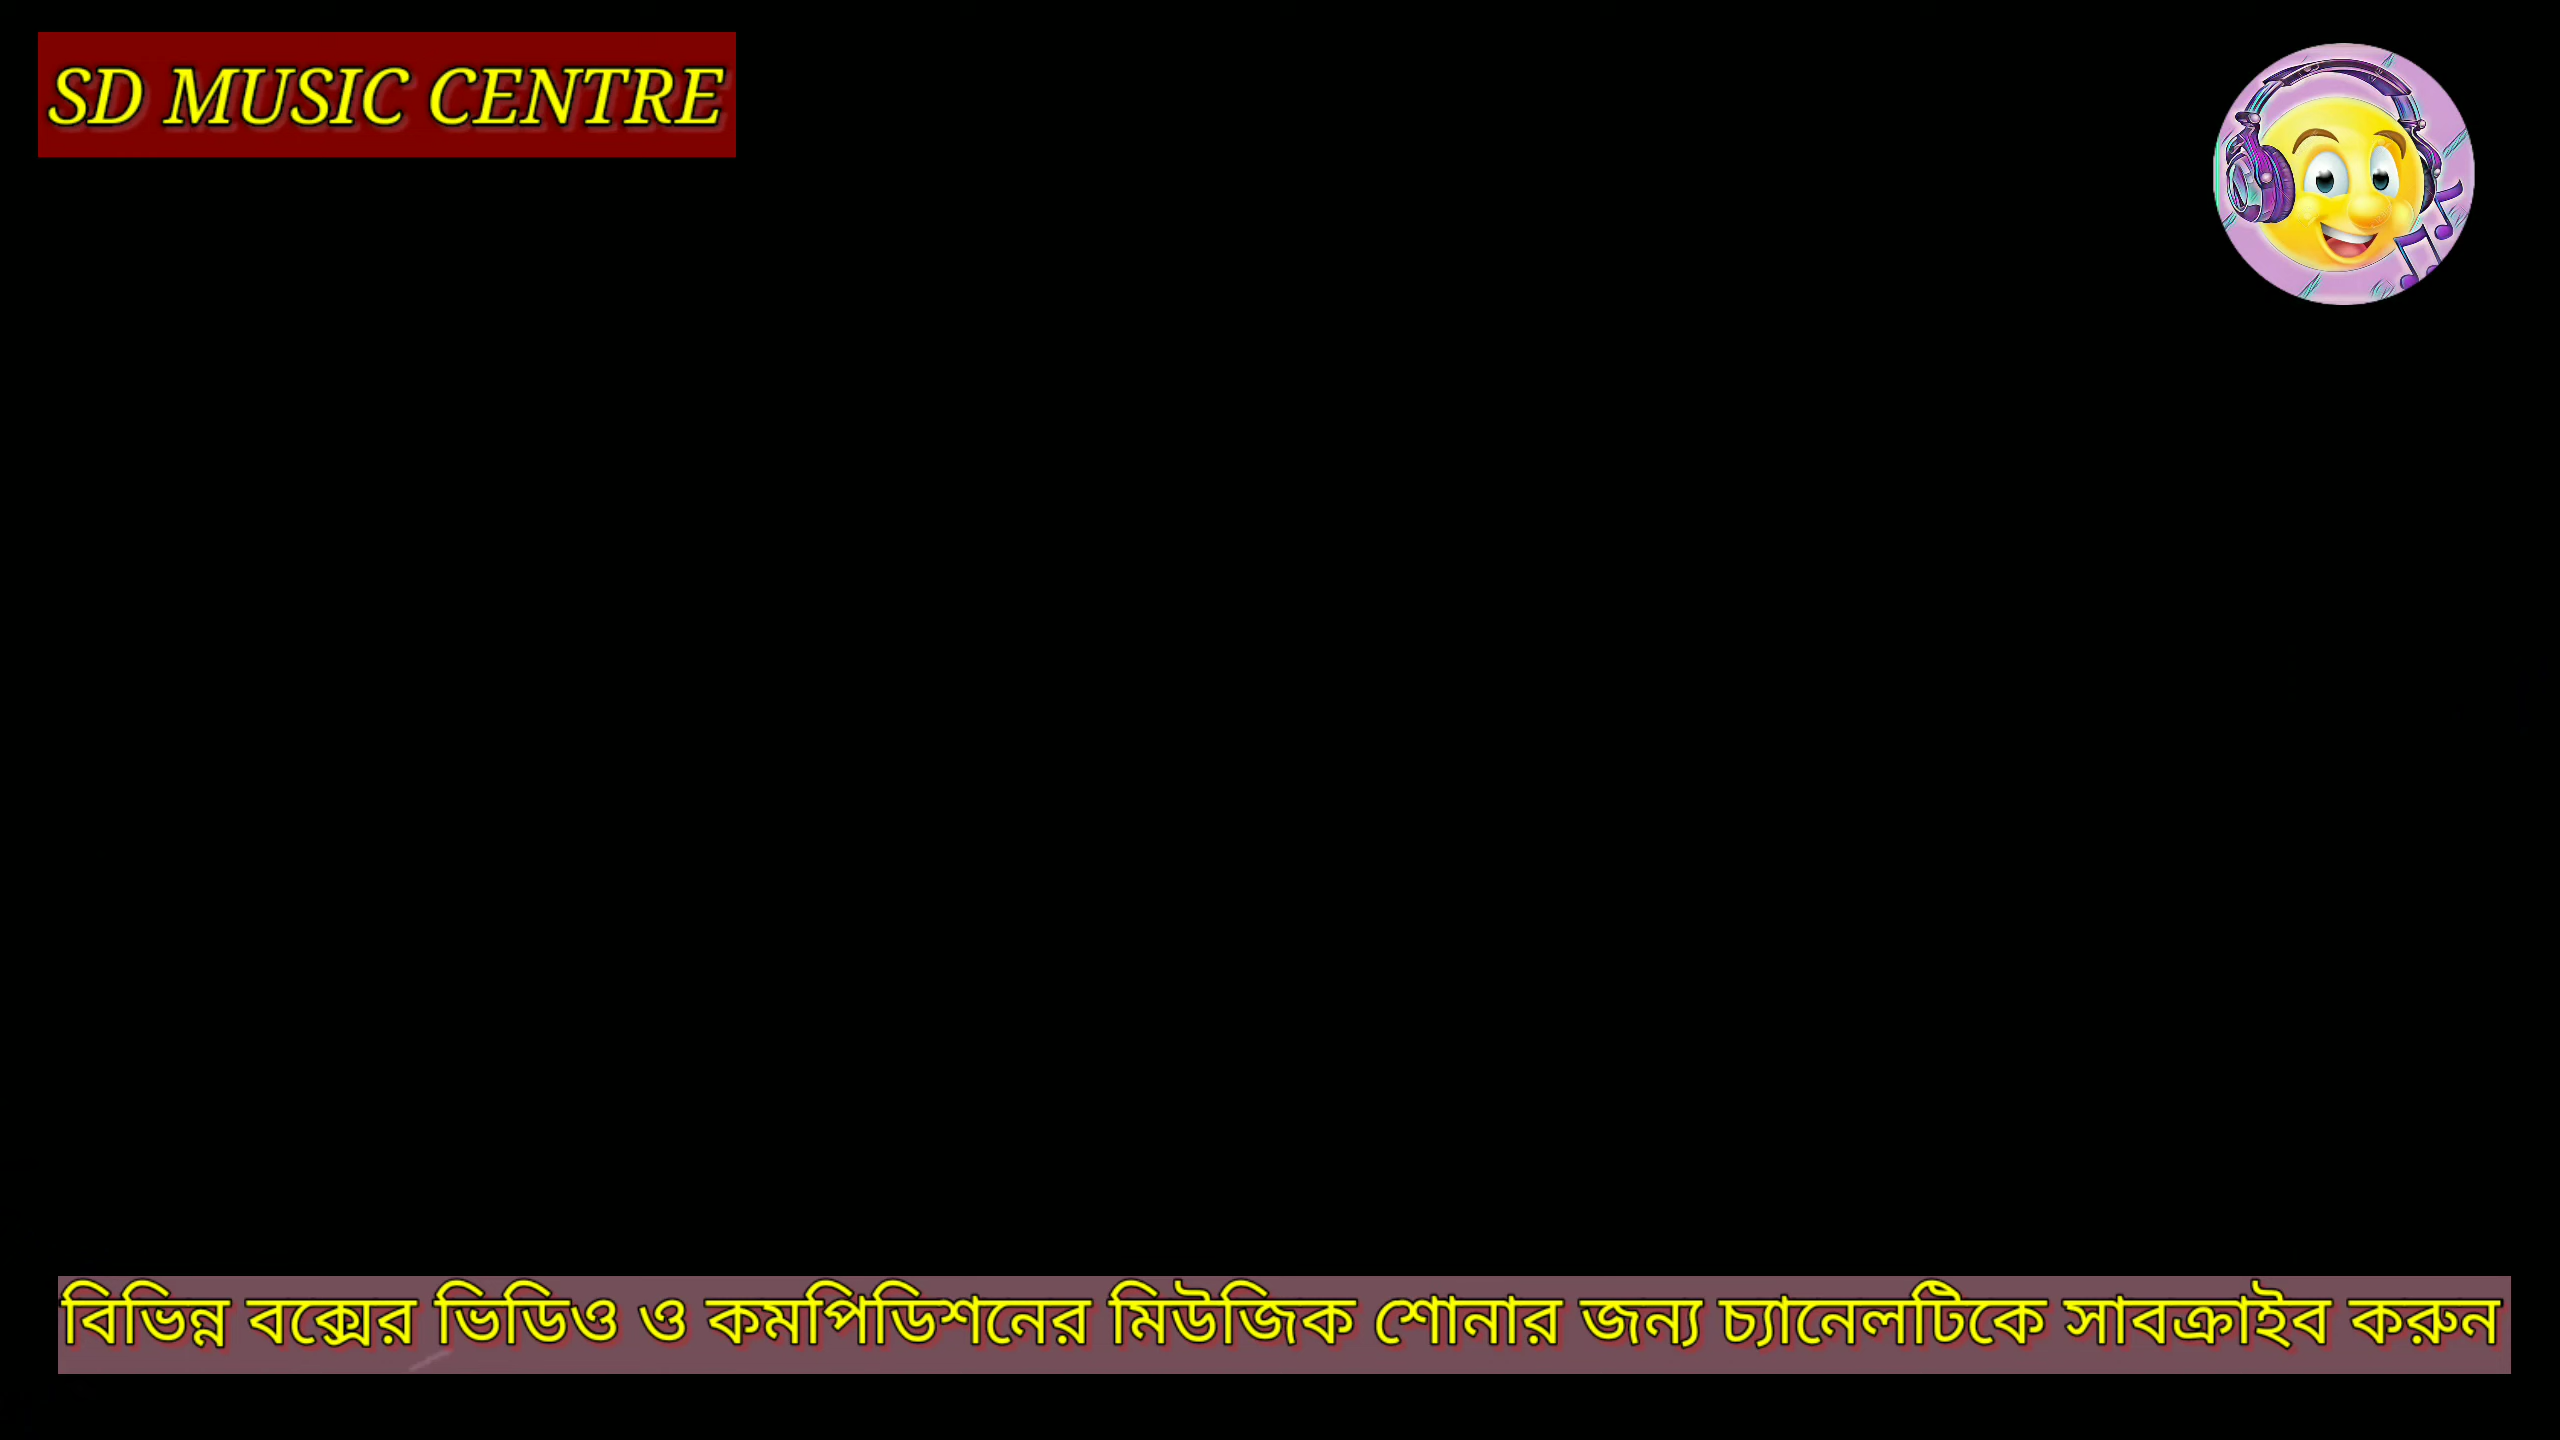 SD MUSIC CENTRE
বিভিন্ন বক্সের ভিডিও ও কমপিডিশনের মিউজিক শোনার জন্য চ্যানেলটিকে সাবক্রাইব করুন